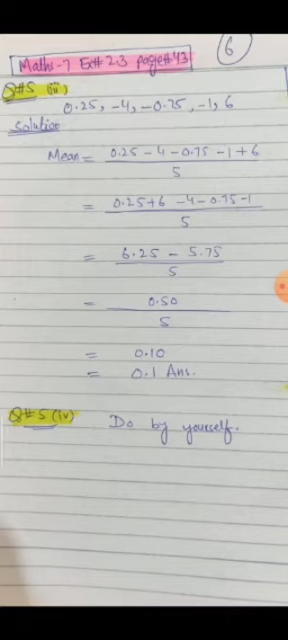 6
Maths-7 Ex# 2.3 page#43
Q#5 (iii)
0.25, -4, -0.75, -1, 6
Solution
Mean = 0.25 - 4 - 0.75 - 1 + 6
5
= 0.25+6 -4-0.75-1
5
= 6.25 - 5.75
5
= 0.50
5
= 0.10
= 0.1 Ans.
Q#5(iv) Do by yourself.